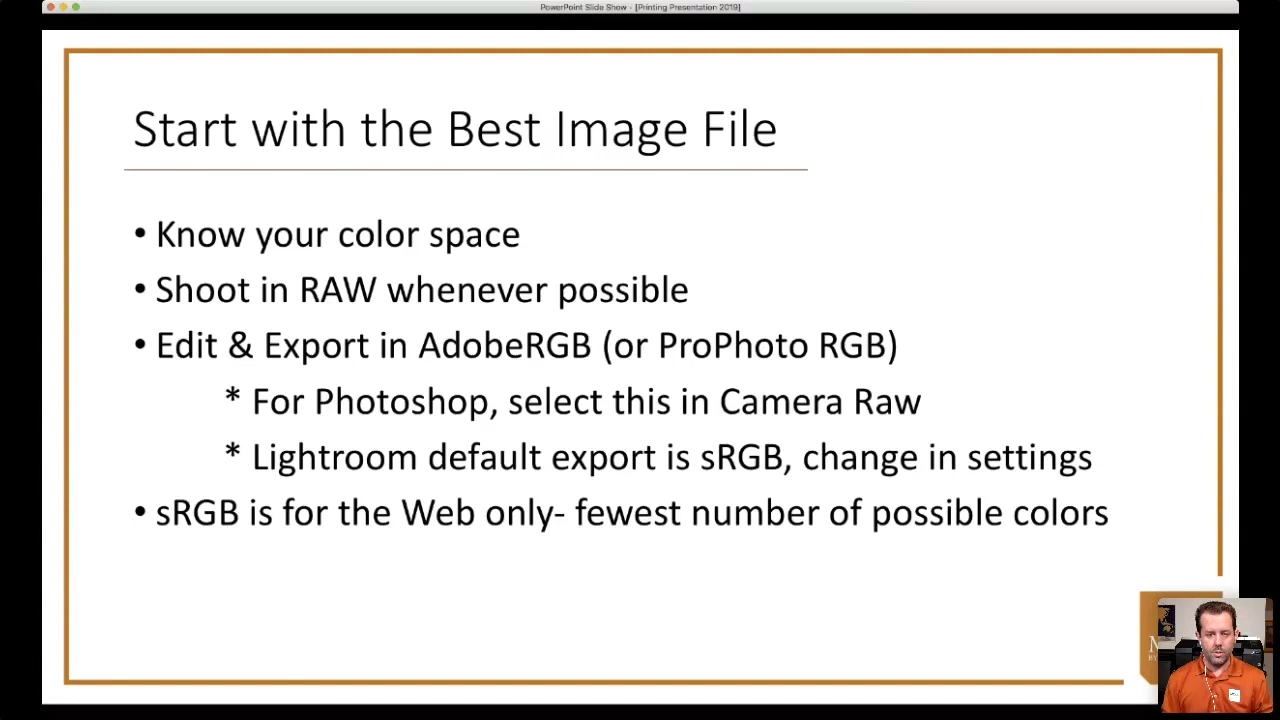 PowerPoint Slide Show - [Printing Presentation 2019]
Start with the Best Image File
• Know your color space
• Shoot in RAW whenever possible
• Edit & Export in AdobeRGB (or ProPhoto RGB)
* For Photoshop, select this in Camera Raw
* Lightroom default export is sRGB, change in settings
• sRGB is for the Web only- fewest number of possible colors